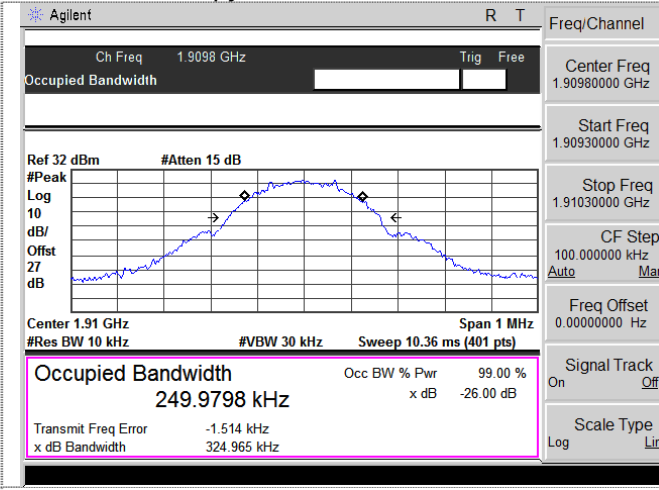 Agilent R T
Ch Freq 1.9098 GHz Trig Free
Occupied Bandwidth
Ref 32 dBm #Atten 15 dB
#Peak
Log
10
dB/
Offst
27
dB
Center 1.91 GHz Span 1 MHz
#Res BW 10 kHz #VBW 30 kHz Sweep 10.36 ms (401 pts)
Occupied Bandwidth Occ BW % Pwr 99.00 %
249.9798 kHz x dB -26.00 dB
Transmit Freq Error -1.514 kHz
x dB Bandwidth 324.965 kHz
Freq/Channel
Center Freq
1.90980000 GHz
Start Freq
1.90930000 GHz
Stop Freq
1.91030000 GHz
CF Step
100.000000 kHz
Auto Mar
Freq Offset
0.00000000 Hz
Signal Track
On Off
Scale Type
Log Lin